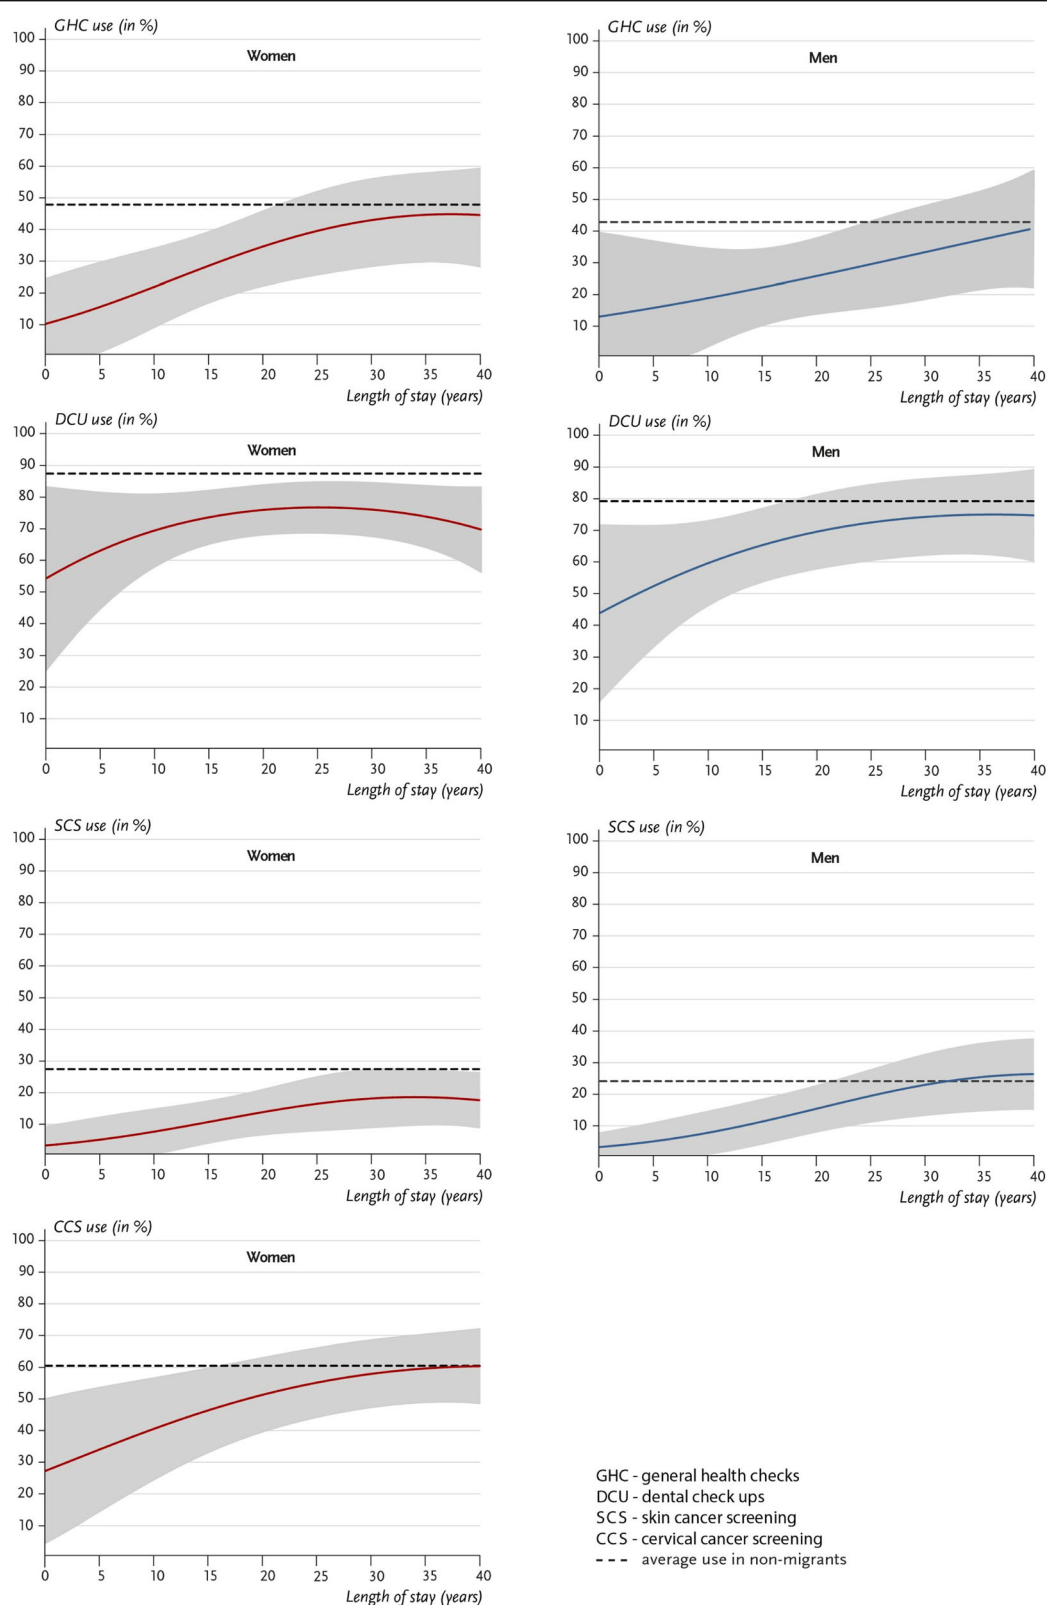 GHC use (in %)
Women
100
90
80
70
60
50
40
30
20
10
0 5 10 15 20 25 30 35 40
Length of stay (years)
GHC use (in %)
Men
100
90
80
70
60
50
40
30
20
10
0 5 10 15 20 25 30 35 40
Length of stay (years)
DCU use (in %)
Women
100
90
80
70
60
50
40
30
20
10
0 5 10 15 20 25 30 35 40
Length of stay (years)
DCU use (in %)
Men
100
90
80
70
60
50
40
30
20
10
0 5 10 15 20 25 30 35 40
Length of stay (years)
SCS use (in %)
Women
100
90
80
70
60
50
40
30
20
10
0 5 10 15 20 25 30 35 40
Length of stay (years)
SCS use (in %)
Men
100
90
80
70
60
50
40
30
20
10
0 5 10 15 20 25 30 35 40
Length of stay (years)
CCS use (in %)
Women
100
90
80
70
60
50
40
30
20
10
0 5 10 15 20 25 30 35 40
Length of stay (years)
GHC - general health checks
DCU - dental check ups
SCS - skin cancer screening
CCS - cervical cancer screening
average use in non-migrants